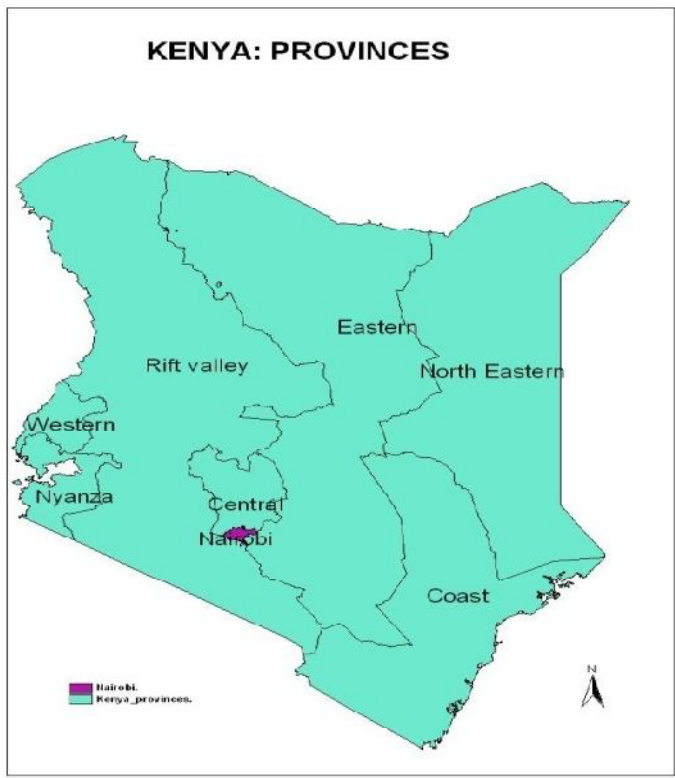 KENYA: PROVINCES
Eastern
Rift valley
North Eastern
Western
Nyanza
Central
Nairobi
Coast
N
Nairobi.
Kenya_provinces.